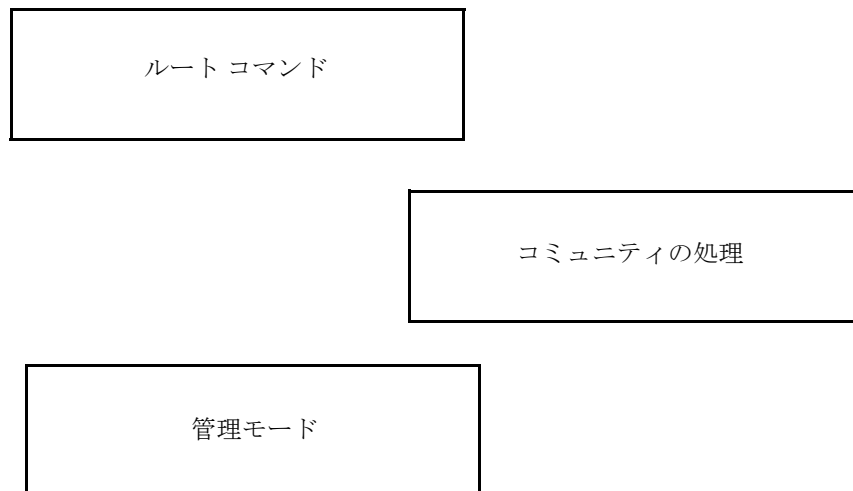 ルート コマンド
コミュニティの処理
管理モード